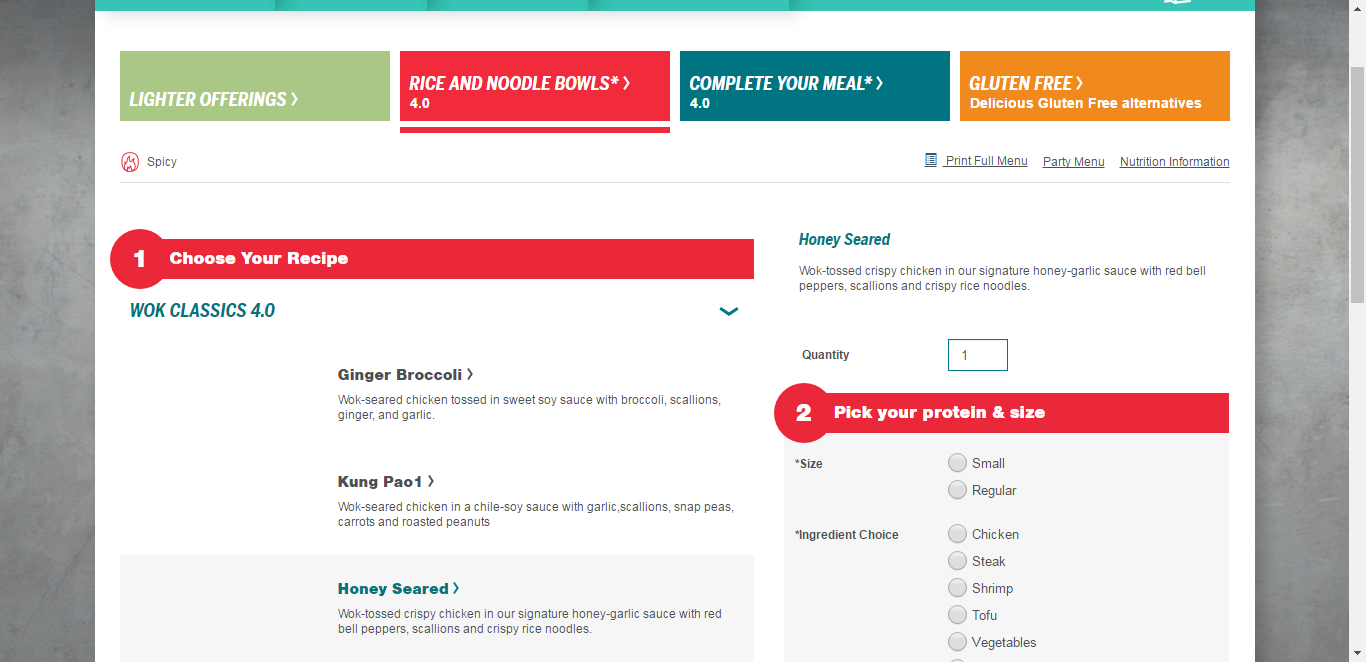 LIGHTER OFFERINGS >
RICE AND NOODLE BOWLS* >
4.0
COMPLETE YOUR MEAL* >
4.0
GLUTEN FREE >
Delicious Gluten Free alternatives
Spicy
Print Full Menu
Party Menu
Nutrition Information
1
Choose Your Recipe
WOK CLASSICS 4.0
Ginger Broccoli >
Wok-seared chicken tossed in sweet soy sauce with broccoli, scallions,
ginger, and garlic.
Kung Pao1 >
Wok-seared chicken in a chile-soy sauce with garlic,scallions, snap peas,
carrots and roasted peanuts
Honey Seared >
Wok-tossed crispy chicken in our signature honey-garlic sauce with red
bell peppers, scallions and crispy rice noodles.
Honey Seared
Wok-tossed crispy chicken in our signature honey-garlic sauce with red bell
peppers, scallions and crispy rice noodles.
Quantity
1
2
Pick your protein & size
*Size
Small
Regular
*Ingredient Choice
Chicken
Steak
Shrimp
Tofu
Vegetables